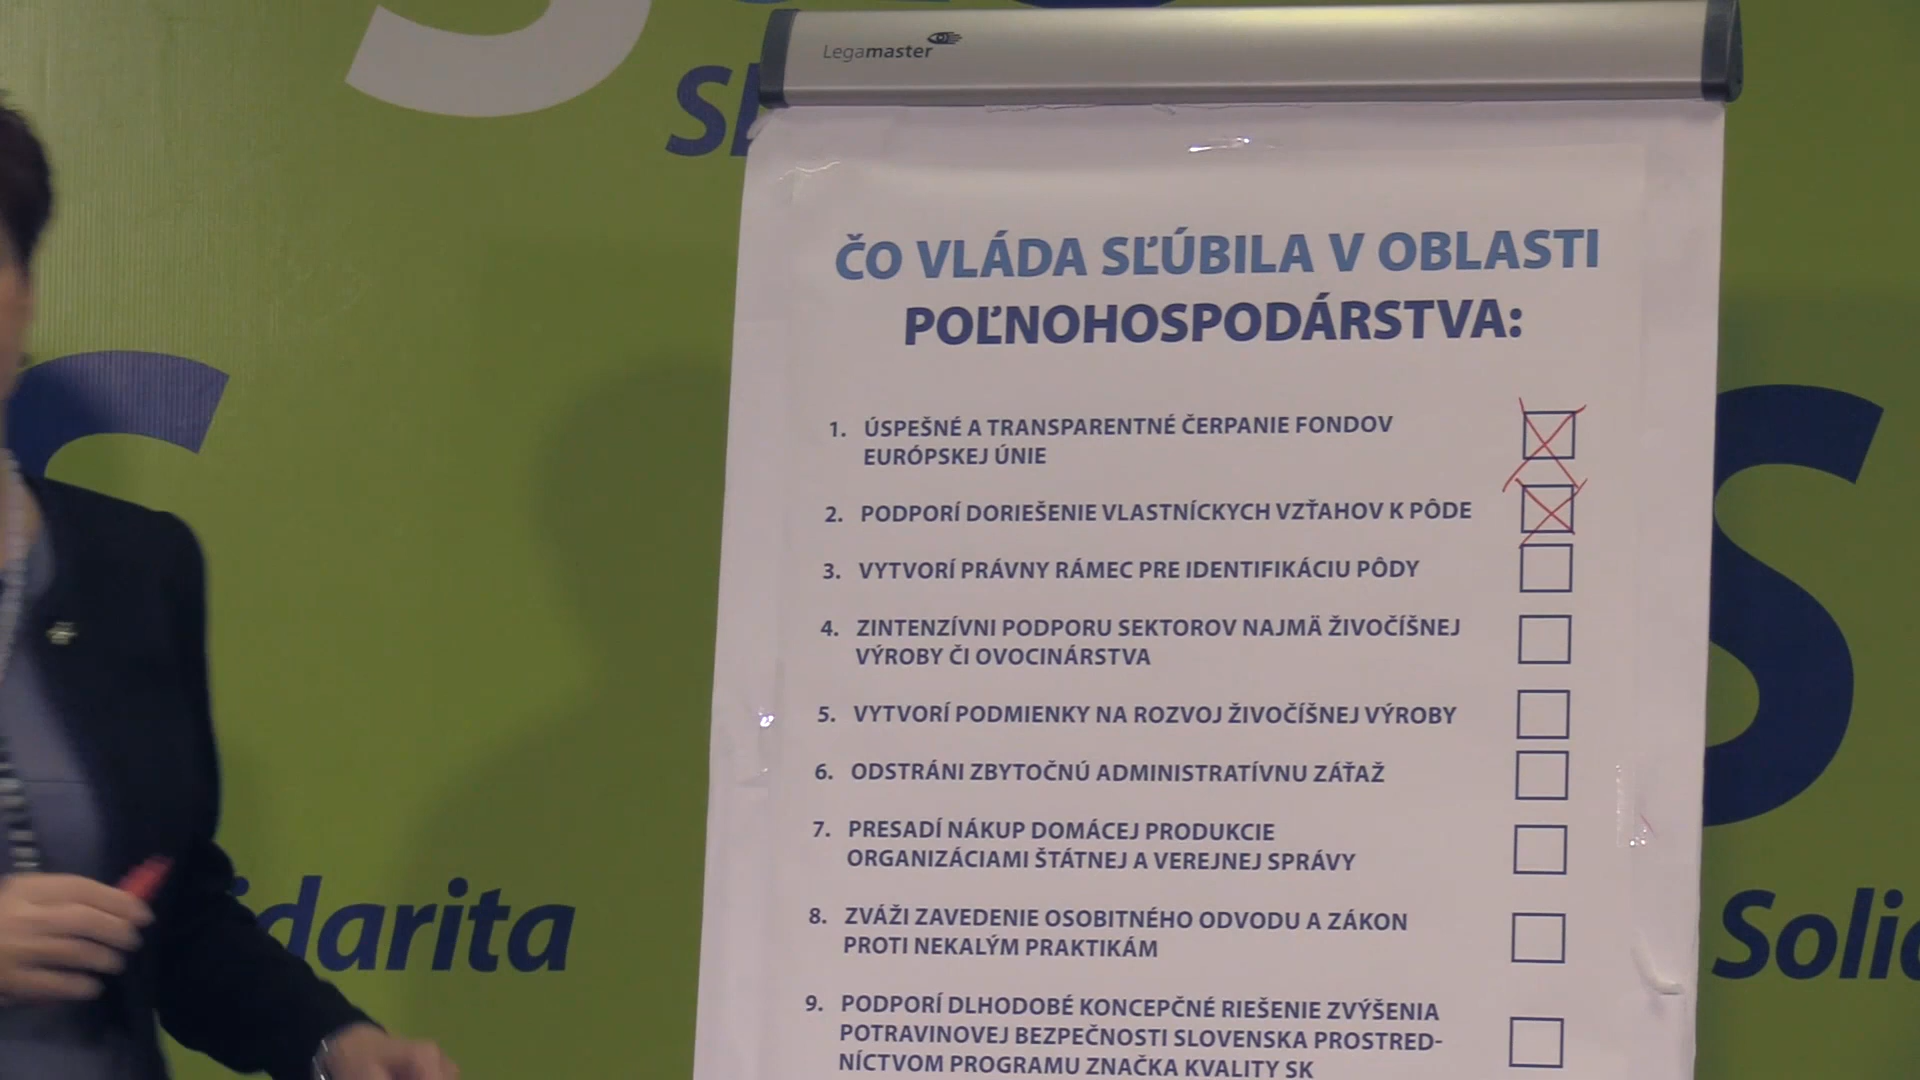 Legamaster
ČO VLÁDA SĽÚBILA V OBLASTI
POĽNOHOSPODÁRSTVA:
1. ÚSPEŠNÉ A TRANSPARENTNÉ ČERPANIE FONDOV
EURÓPSKEJ ÚNIE
2. PODPORÍ DORIEŠENIE VLASTNÍCKYCH VZŤAHOV K PÔDE
3. VYTVORÍ PRÁVNY RÁMEC PRE IDENTIFIKÁCIU PÔDY
4. ZINTENZÍVNI PODPORU SEKTOROV NAJMÄ ŽIVOČÍŠNEJ
VÝROBY ČI OVOCINÁRSTVA
5. VYTVORÍ PODMIENKY NA ROZVOJ ŽIVOČÍŠNEJ VÝROBY
6. ODSTRÁNI ZBYTOČNÚ ADMINISTRATÍVNU ZÁŤAŽ
7. PRESADÍ NÁKUP DOMÁCEJ PRODUKCIE
ORGANIZÁCIAMI ŠTÁTNEJ A VEREJNEJ SPRÁVY
8. ZVÁŽI ZAVEDENIE OSOBITNÉHO ODVODU A ZÁKON
PROTI NEKALÝM PRAKTIKÁM
9. PODPORÍ DLHODOBÉ KONCEPČNÉ RIEŠENIE ZVÝŠENIA
POTRAVINOVEJ BEZPEČNOSTI SLOVENSKA PROSTRED-
NÍCTVOM PROGRAMU ZNAČKA KVALITY SK
idarita
Soli